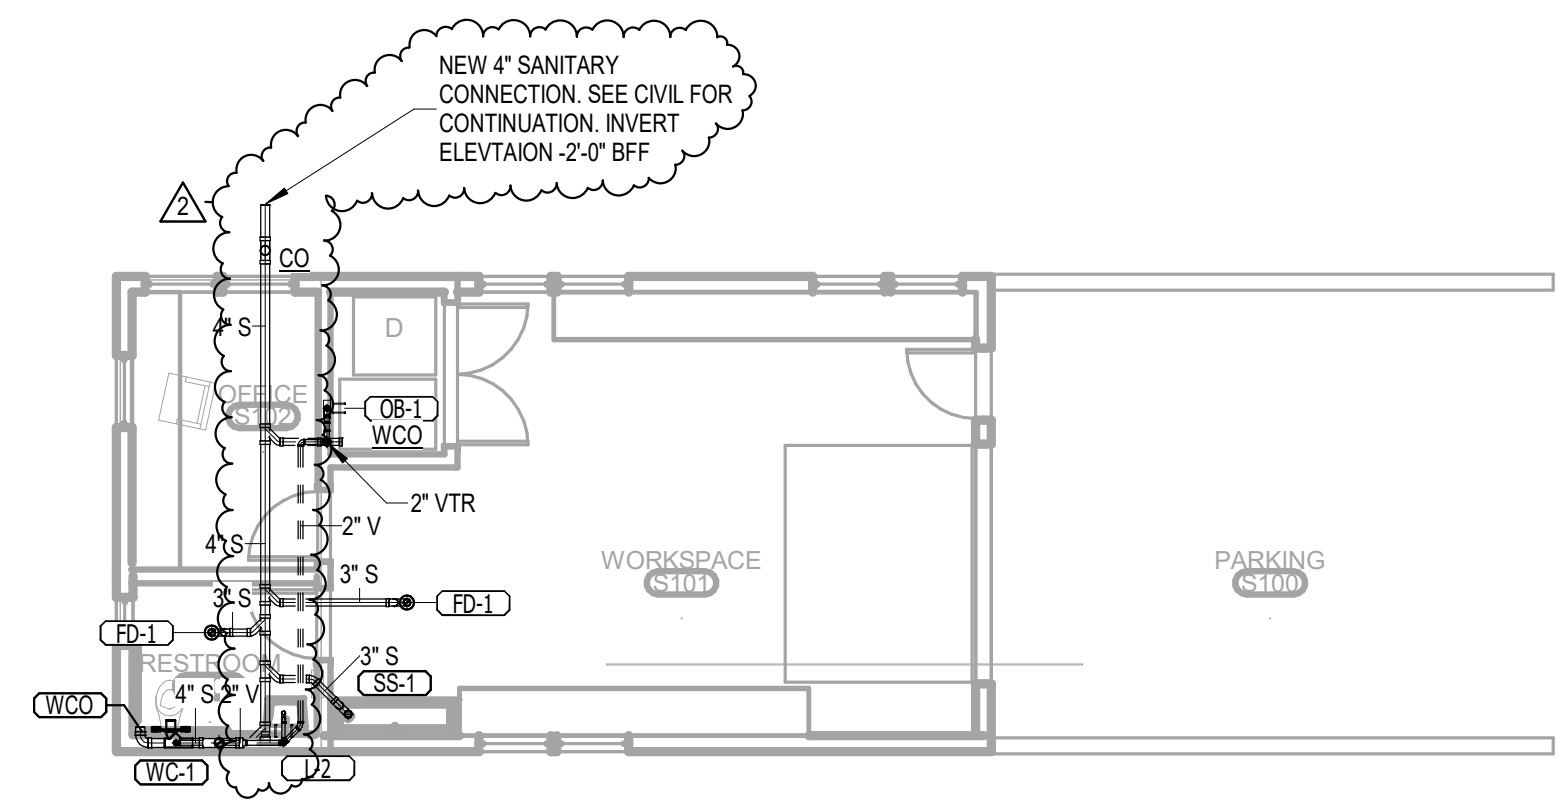 NEW 4" SANITARY
CONNECTION. SEE CIVIL FOR
CONTINUATION. INVERT
ELEVTAION -2'-0" BFF
2
CO
4" S
D
OFFICE
S102
OB-1
WCO
2" VTR
2" V
4" S
WORKSPACE
S101
PARKING
S100
3" S
3" S
FD-1
FD-1
RESTROOM
3" S
SS-1
4" S
2" V
WCO
WC-1
L-2